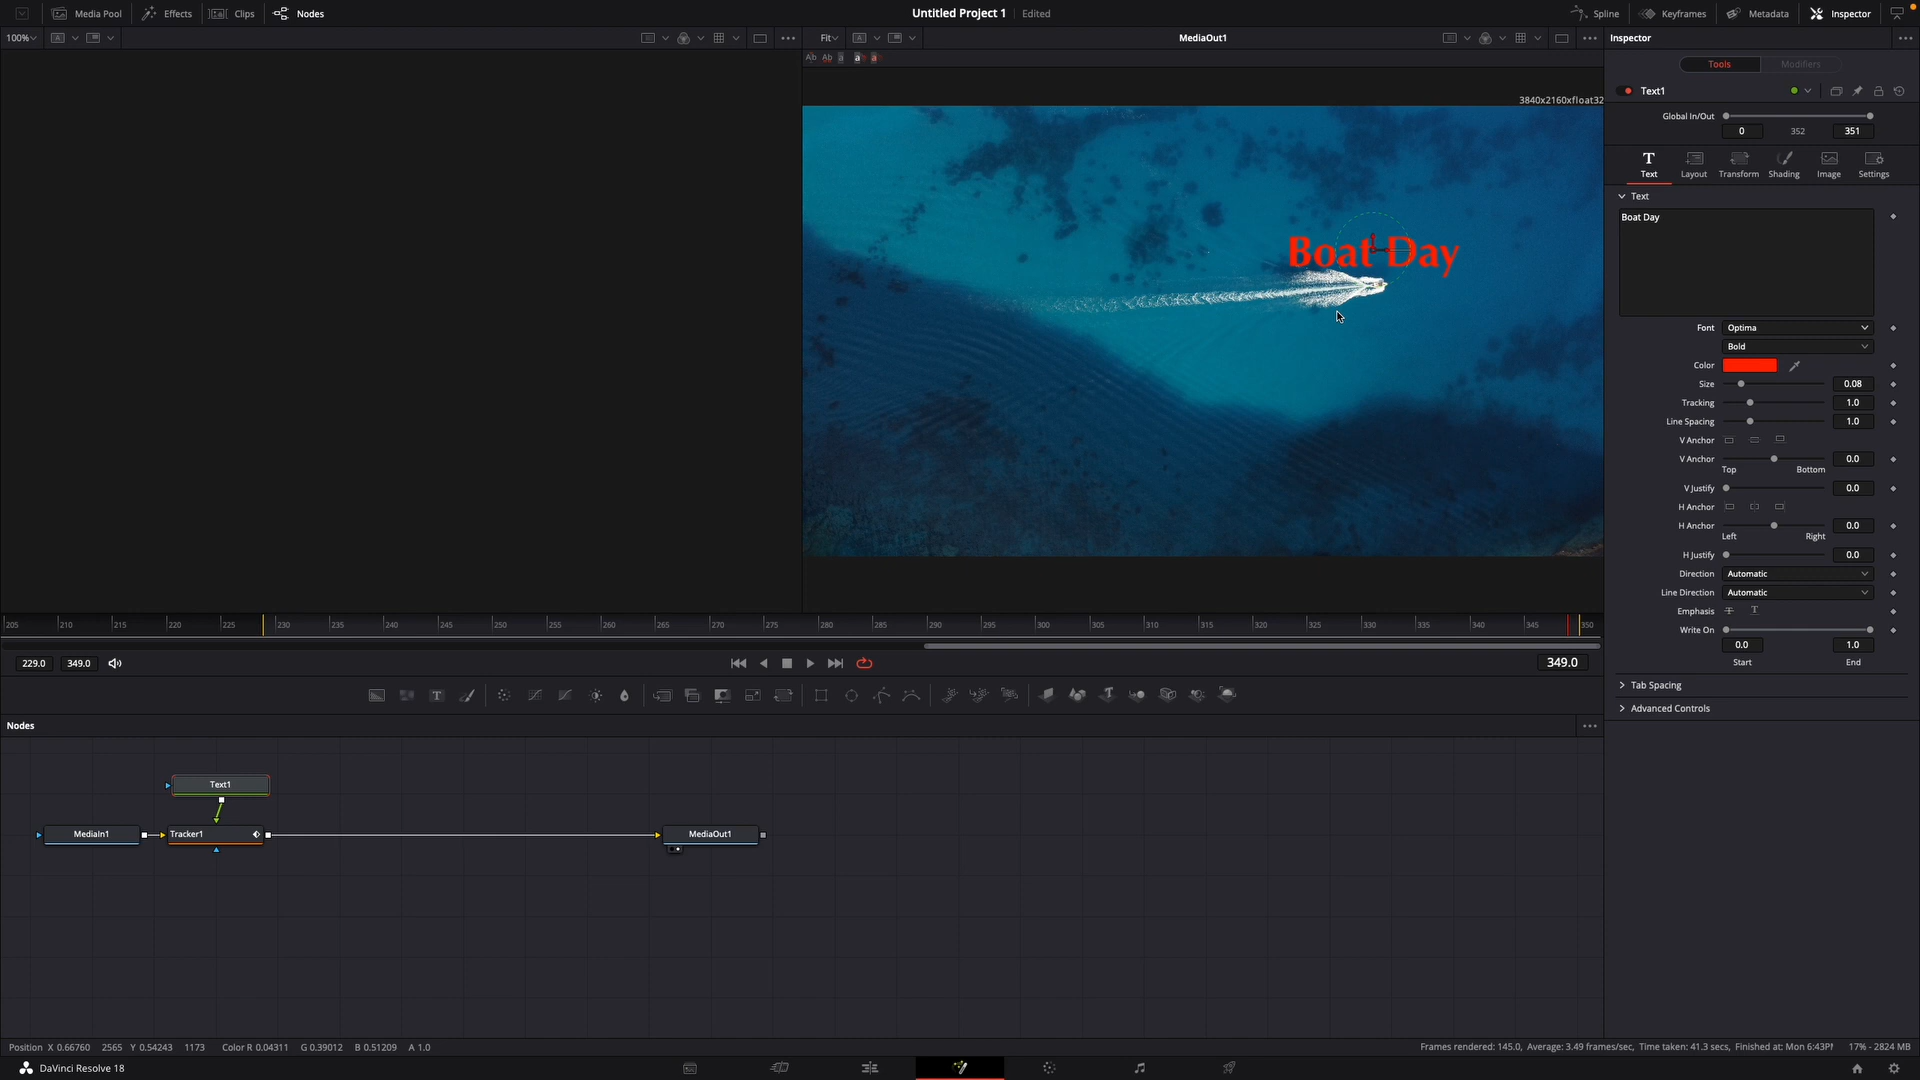 Media Pool Effects Clips Nodes Untitled Project 1 Edited Spline Keyframes Metadata Inspector
100% Fit MediaOut1 Inspector
Ab Ab a a a
Tools Modifiers
Text1
3840x2160xfloat32
Global In/Out
0 352 351
Text Layout Transform Shading Image Settings
Text
Boat Day
Boat Day
Font Optima
Bold
Color
Size 0.08
Tracking 1.0
Line Spacing 1.0
V Anchor
V Anchor 0.0
Top Bottom
V Justify 0.0
H Anchor
H Anchor 0.0
Left Right
H Justify 0.0
Direction Automatic
Line Direction Automatic
Emphasis T T
Write On
0.0 1.0
Start End
Tab Spacing
Advanced Controls
205 210 215 220 225 230 235 240 245 250 255 260 265 270 275 280 285 290 295 300 305 310 315 320 325 330 335 340 345 350
229.0 349.0 349.0
Nodes
Text1
MediaIn1 Tracker1 MediaOut1
Position X 0.66760 2565 Y 0.54243 1173 Color R 0.04311 G 0.39012 B 0.51209 A 1.0
Frames rendered: 145.0, Average: 3.49 frames/sec, Time taken: 41.3 secs, Finished at: Mon 6:43PM 17% - 2824 MB
DaVinci Resolve 18